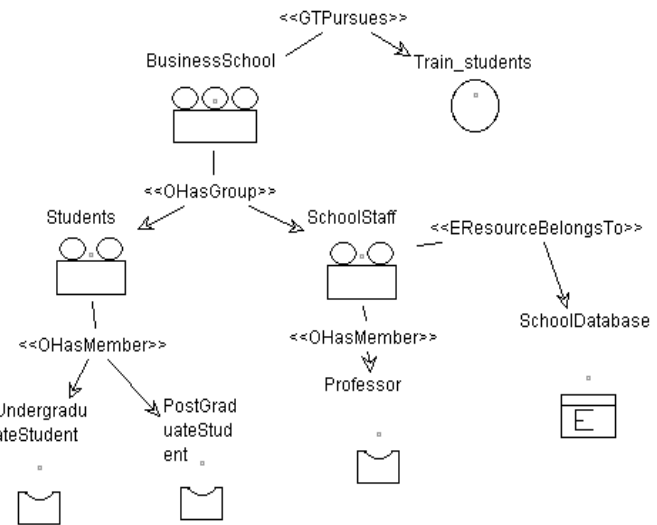 <<GTPursues>>
BusinessSchool
Train_students
<<OHasGroup>>
Students
SchoolStaff
<<EResourceBelongsTo>>
SchoolDatabase
<<OHasMember>>
<<OHasMember>>
Professor
Undergradu
ateStudent
PostGrad
uateStud
ent
E